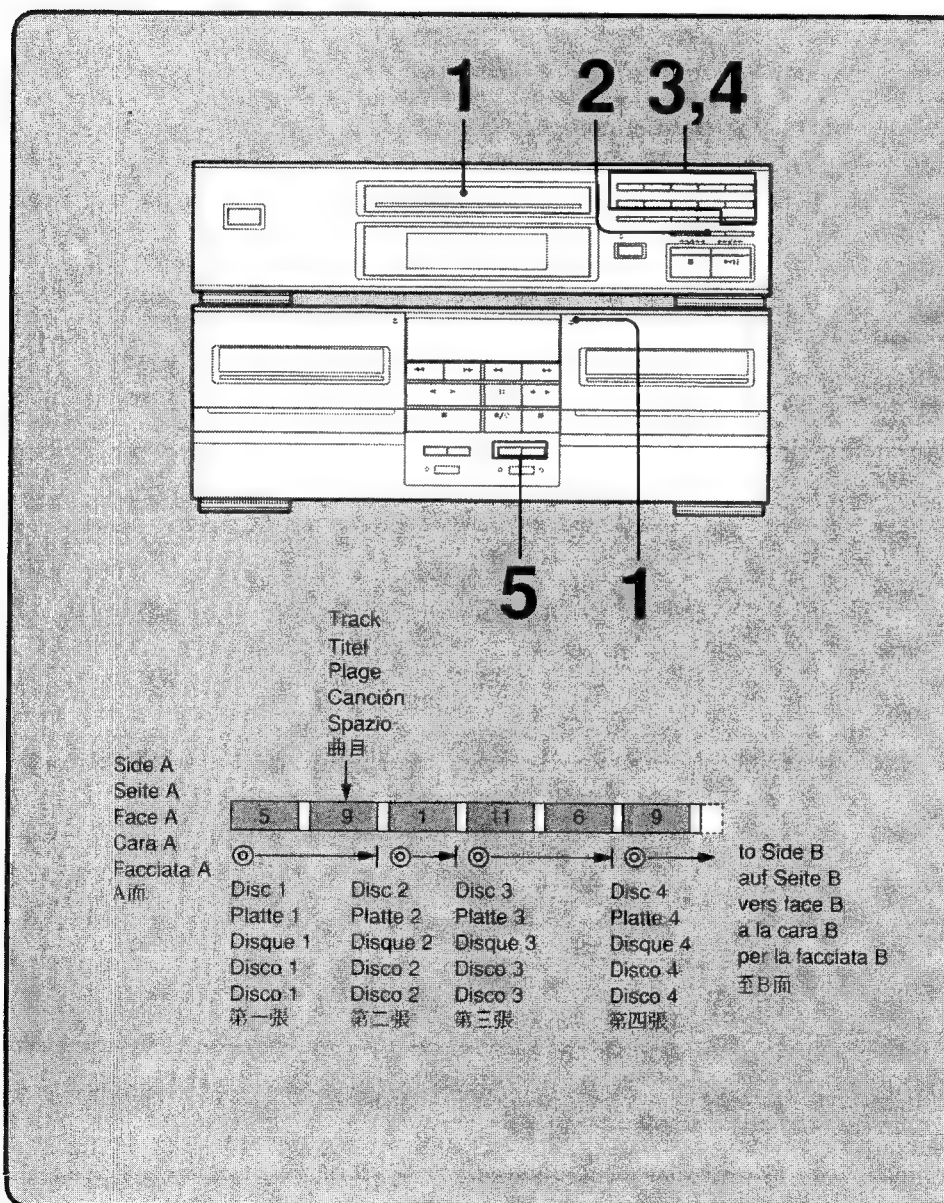 1
2
3,4
5
1
Track
Titel
Plage
Canción
Spazio
曲目
Side A
Seite A
Face A
Cara A
Facciata A
A面
5 9 1 11 6 9
Disc 1
Platte 1
Disque 1
Disco 1
Disco 1
第一張
Disc 2
Platte 2
Disque 2
Disco 2
Disco 2
第二張
Disc 3
Platte 3
Disque 3
Disco 3
Disco 3
第三張
Disc 4
Platte 4
Disque 4
Disco 4
Disco 4
第四張
to Side B
auf Seite B
vers face B
a la cara B
per la facciata B
至B面